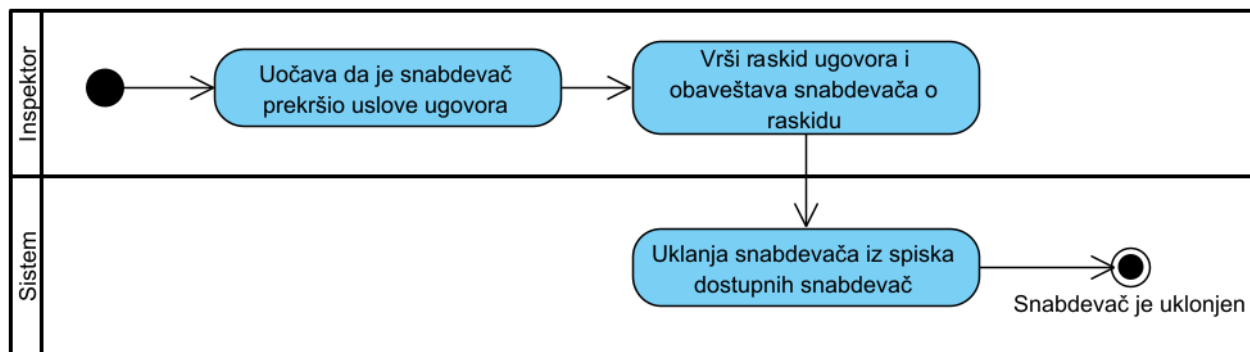 Inspektor
Uočava da je snabdevač
prekršio uslove ugovora
Vrši raskid ugovora i
obaveštava snabdevača o
raskidu
Sistem
Uklanja snabdevača iz spiska
dostupnih snabdevač
Snabdevač je uklonjen